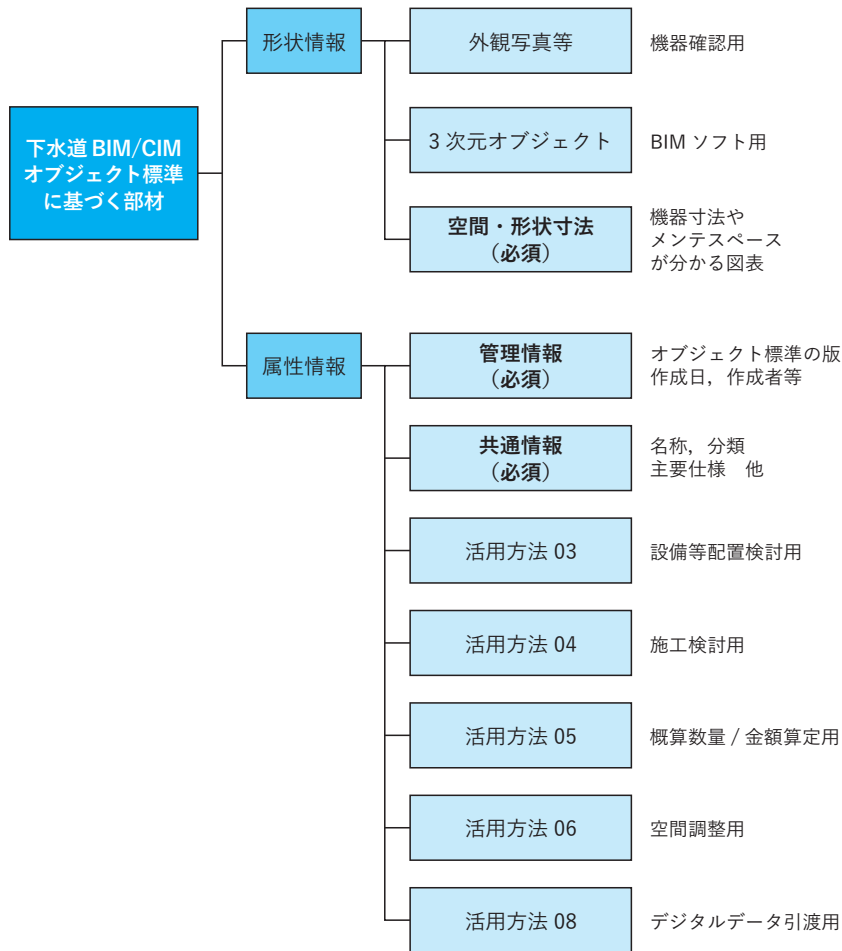 下水道 BIM/CIM
オブジェクト標準
に基づく部材
形状情報
外観写真等
機器確認用
3 次元オブジェクト
BIM ソフト用
空間・形状寸法
（必須）
機器寸法や
メンテスペース
が分かる図表
属性情報
管理情報
（必須）
オブジェクト標準の版
作成日，作成者等
共通情報
（必須）
名称，分類
主要仕様　他
活用方法 03
設備等配置検討用
活用方法 04
施工検討用
活用方法 05
概算数量 / 金額算定用
活用方法 06
空間調整用
活用方法 08
デジタルデータ引渡用